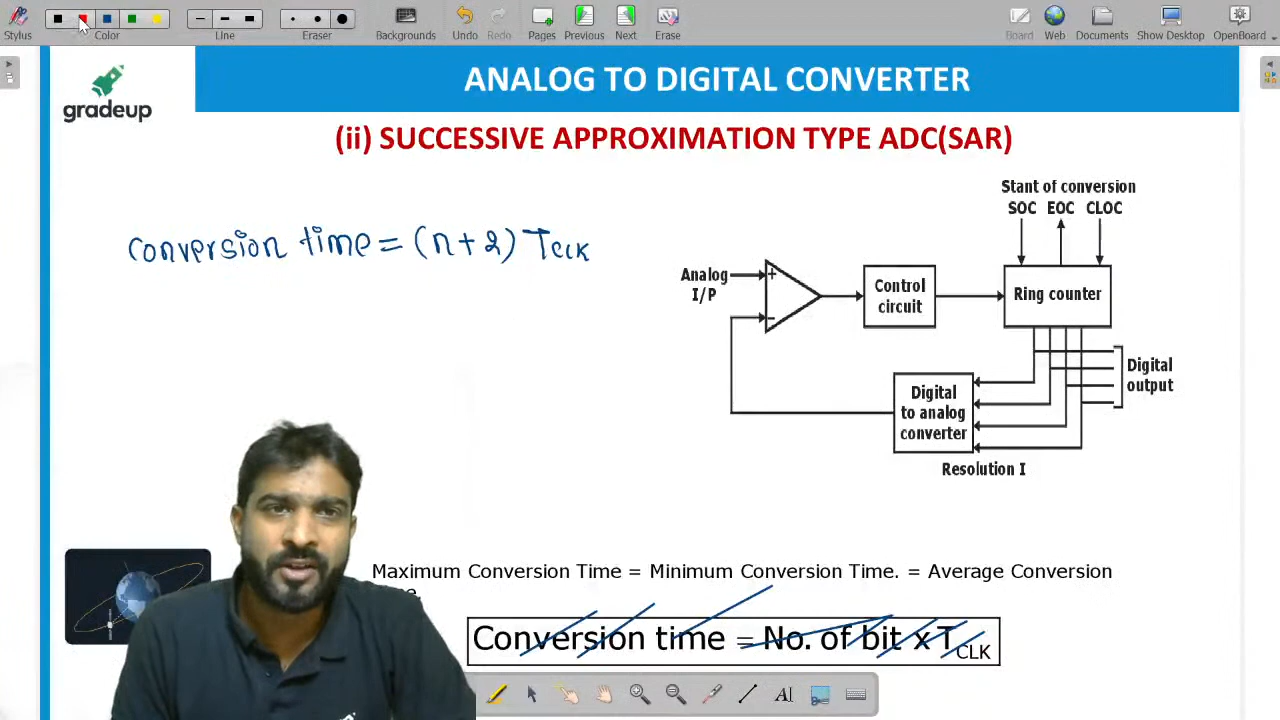 Stylus
Color
Line
Eraser
Backgrounds
Undo
Redo
Pages
Previous
Next
Erase
Board
Web
Documents
Show Desktop
OpenBoard
gradeup
ANALOG TO DIGITAL CONVERTER
(ii) SUCCESSIVE APPROXIMATION TYPE ADC(SAR)
conversion time = (n+2) TCLK
Stant of conversion
SOC EOC CLOC
Analog
I/P
+
-
Control
circuit
Ring counter
Digital
output
Digital
to analog
converter
Resolution I
Maximum Conversion Time = Minimum Conversion Time. = Average Conversion
Conversion time = No. of bit x TCLK
AI